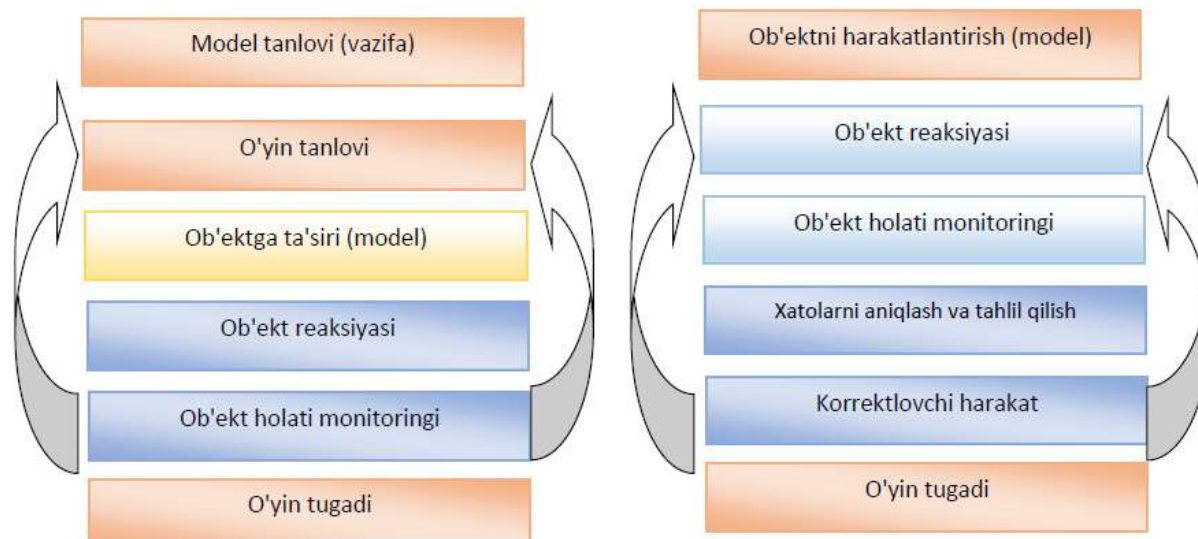 Model tanlovi (vazifa)
O'yin tanlovi
Ob'ektga ta'siri (model)
Ob'ekt reaksiyasi
Ob'ekt holati monitoringi
O'yin tugadi
Ob'ektni harakatlantirish (model)
Ob'ekt reaksiyasi
Ob'ekt holati monitoringi
Xatolarni aniqlash va tahlil qilish
Korrektlovchi harakat
O'yin tugadi